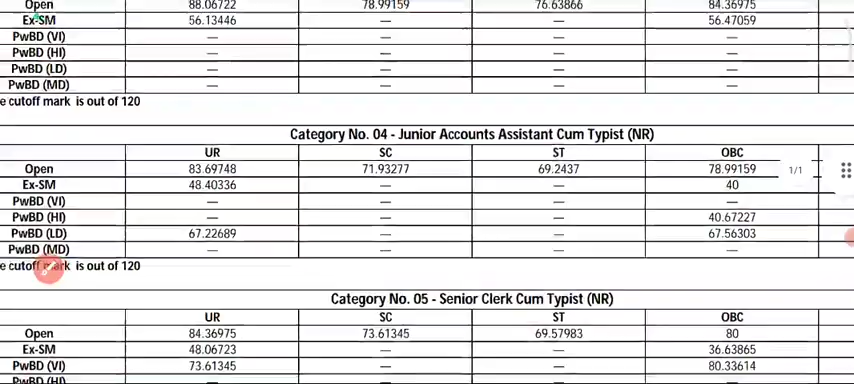 Open 88.06722 78.99159 76.63866 84.36975
Ex-SM 56.13446 — — 56.47059
PwBD (VI) — — — —
PwBD (HI) — — — —
PwBD (LD) — — — —
PwBD (MD) — — — —
e cutoff mark is out of 120
Category No. 04 - Junior Accounts Assistant Cum Typist (NR)
UR SC ST OBC
Open 83.69748 71.93277 69.2437 78.99159
1/1
Ex-SM 48.40336 — — 40
PwBD (VI) — — — —
PwBD (HI) — — — 40.67227
PwBD (LD) 67.22689 — — 67.56303
PwBD (MD) — — — —
e cutoff mark is out of 120
Category No. 05 - Senior Clerk Cum Typist (NR)
UR SC ST OBC
Open 84.36975 73.61345 69.57983 80
Ex-SM 48.06723 — — 36.63865
PwBD (VI) 73.61345 — — 80.33614
PwBD (HI)